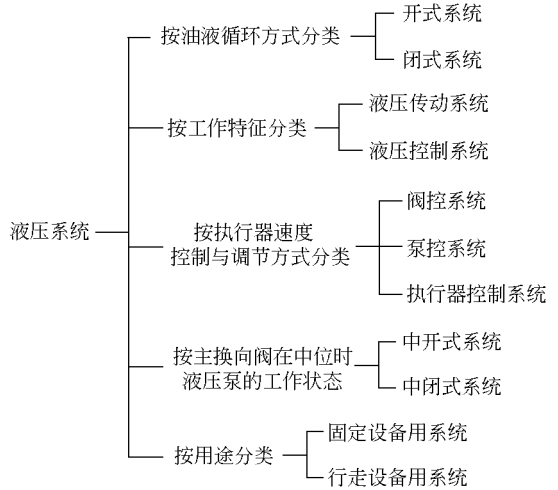 液压系统
按油液循环方式分类
开式系统
闭式系统
按工作特征分类
液压传动系统
液压控制系统
按执行器速度
控制与调节方式分类
阀控系统
泵控系统
执行器控制系统
按主换向阀在中位时
液压泵的工作状态
中开式系统
中闭式系统
按用途分类
固定设备用系统
行走设备用系统